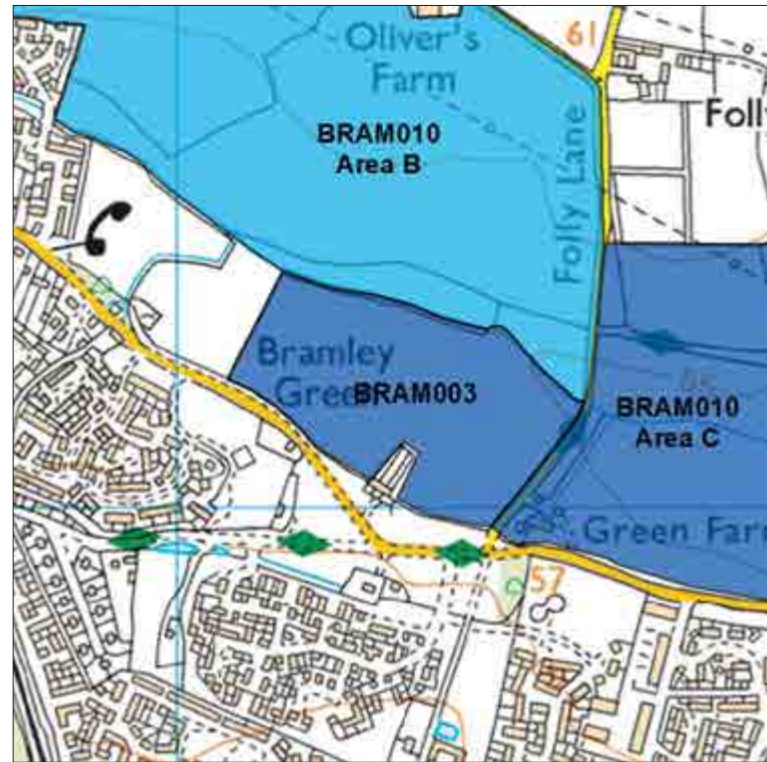 Oliver's
Farm
61
BRAM010
Area B
Folly
Folly Lane
Bramley
Green
BRAM003
BRAM010
Area C
Green Farm
57